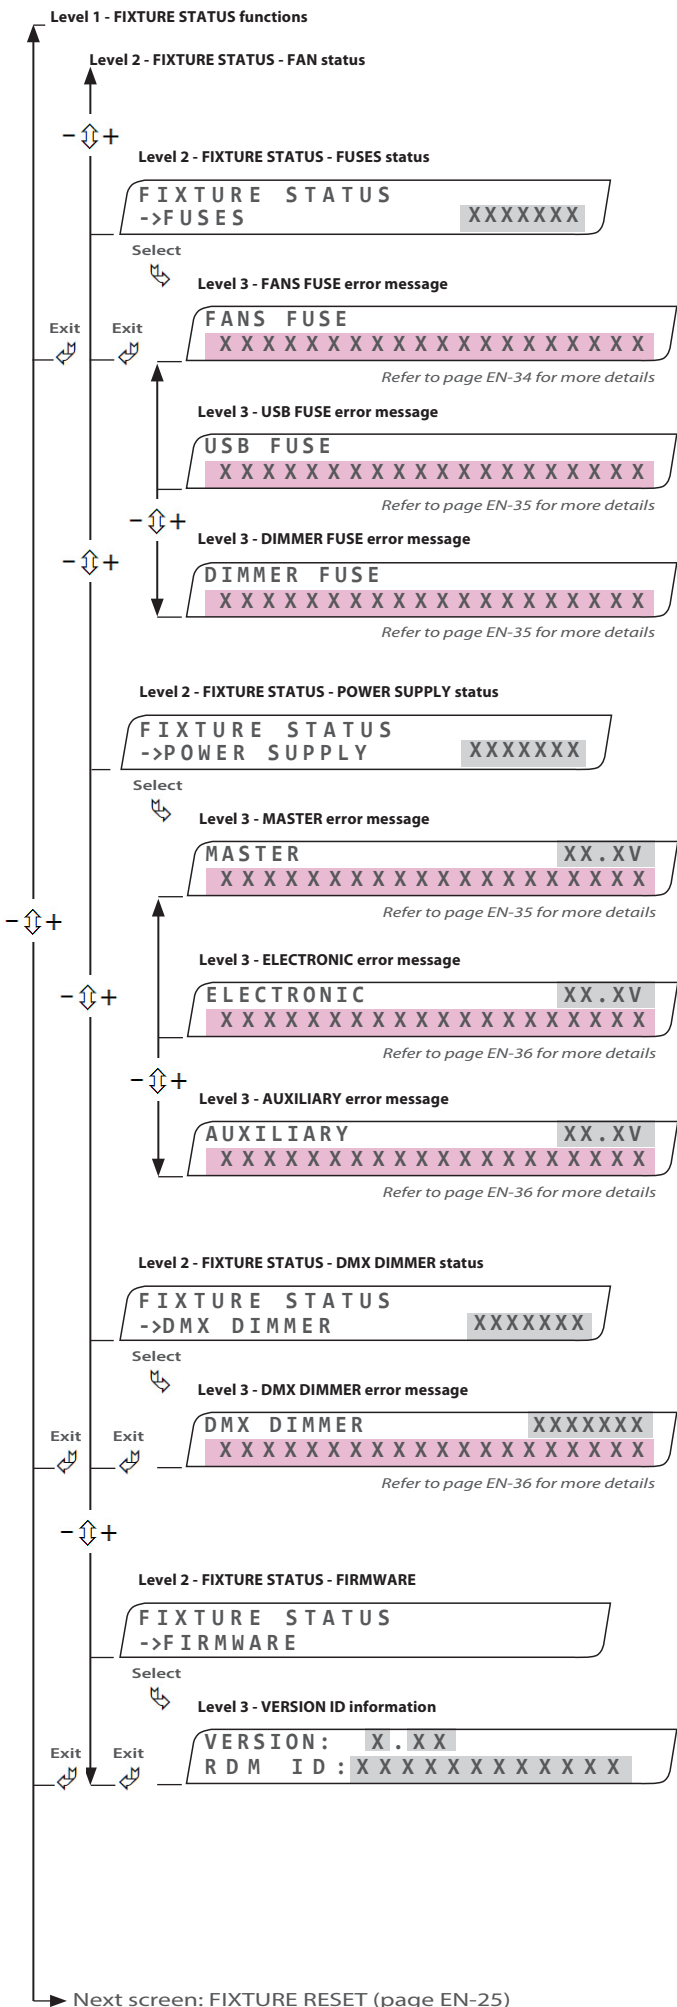 Level 1 - FIXTURE STATUS functions
Level 2 - FIXTURE STATUS - FAN status
- +
Level 2 - FIXTURE STATUS - FUSES status
FIXTURE STATUS
->FUSES XXXXXXX
Select
Level 3 - FANS FUSE error message
Exit Exit
FANS FUSE
XXXXXXXXXXXXXXXXXXXX
Refer to page EN-34 for more details
Level 3 - USB FUSE error message
USB FUSE
XXXXXXXXXXXXXXXXXXXX
Refer to page EN-35 for more details
- +
Level 3 - DIMMER FUSE error message
- +
DIMMER FUSE
XXXXXXXXXXXXXXXXXXXX
Refer to page EN-35 for more details
Level 2 - FIXTURE STATUS - POWER SUPPLY status
FIXTURE STATUS
->POWER SUPPLY XXXXXXX
Select
Level 3 - MASTER error message
MASTER XX.XV
XXXXXXXXXXXXXXXXXXXX
Refer to page EN-35 for more details
- +
Level 3 - ELECTRONIC error message
ELECTRONIC XX.XV
- +
XXXXXXXXXXXXXXXXXXXX
Refer to page EN-36 for more details
- +
Level 3 - AUXILIARY error message
AUXILIARY XX.XV
XXXXXXXXXXXXXXXXXXXX
Refer to page EN-36 for more details
Level 2 - FIXTURE STATUS - DMX DIMMER status
FIXTURE STATUS
->DMX DIMMER XXXXXXX
Select
Level 3 - DMX DIMMER error message
DMX DIMMER XXXXXXX
Exit Exit
XXXXXXXXXXXXXXXXXXXX
Refer to page EN-36 for more details
- +
Level 2 - FIXTURE STATUS - FIRMWARE
FIXTURE STATUS
->FIRMWARE
Select
Level 3 - VERSION ID information
VERSION: X.XX
Exit Exit
RDM ID:XXXXXXXXXXXX
Next screen: FIXTURE RESET (page EN-25)